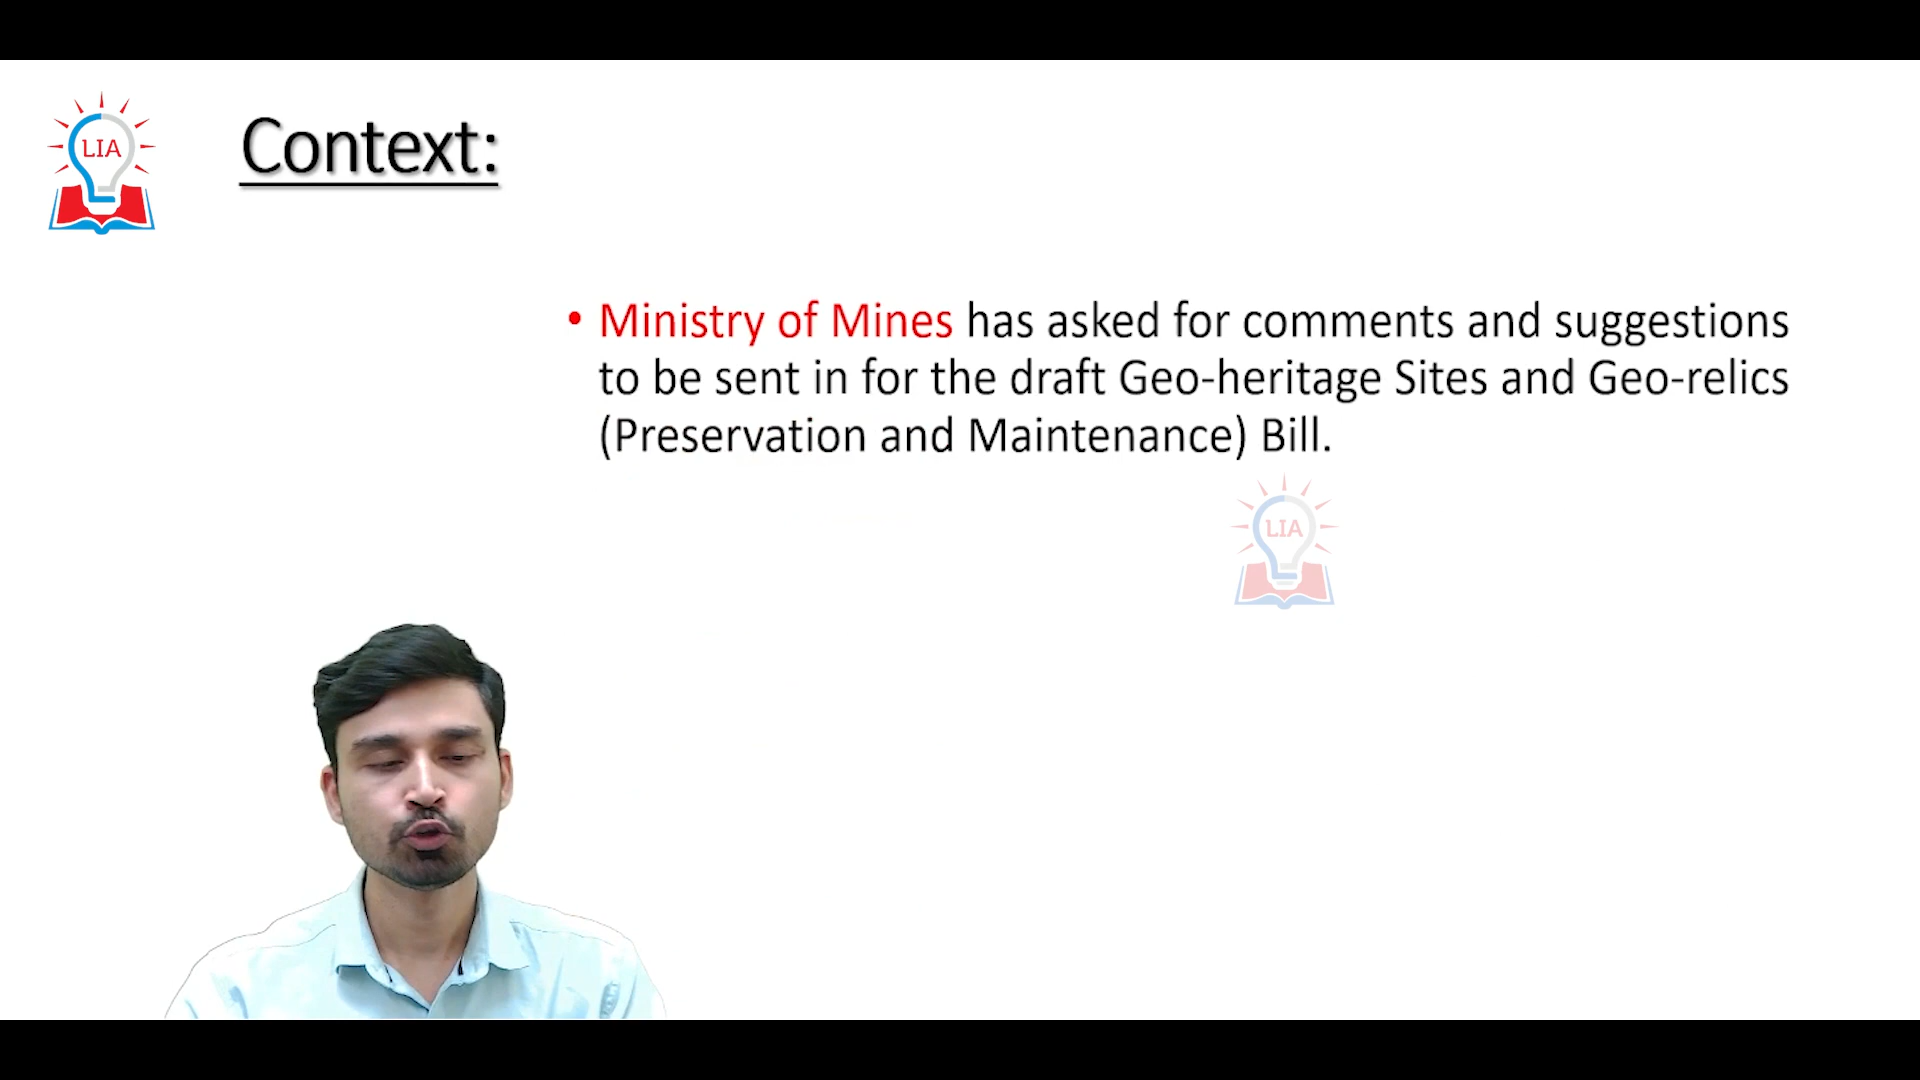 LIA
Context:
• Ministry of Mines has asked for comments and suggestions
to be sent in for the draft Geo-heritage Sites and Geo-relics
(Preservation and Maintenance) Bill.
LIA